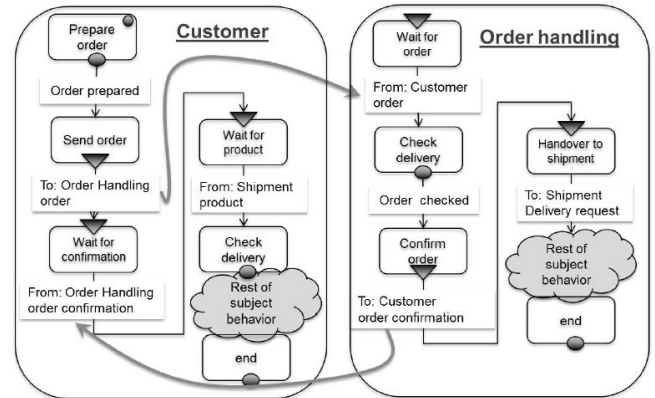 Customer
Prepare
order
Order prepared
Send order
To: Order Handling
order
Wait for
confirmation
From: Order Handling
order confirmation
Wait for
product
From: Shipment
product
Check
delivery
Rest of
subject
behavior
end
Order handling
Wait for
order
From: Customer
order
Check
delivery
Order checked
Confirm
order
To: Customer
order confirmation
Handover to
shipment
To: Shipment
Delivery request
Rest of
subject
behavior
end